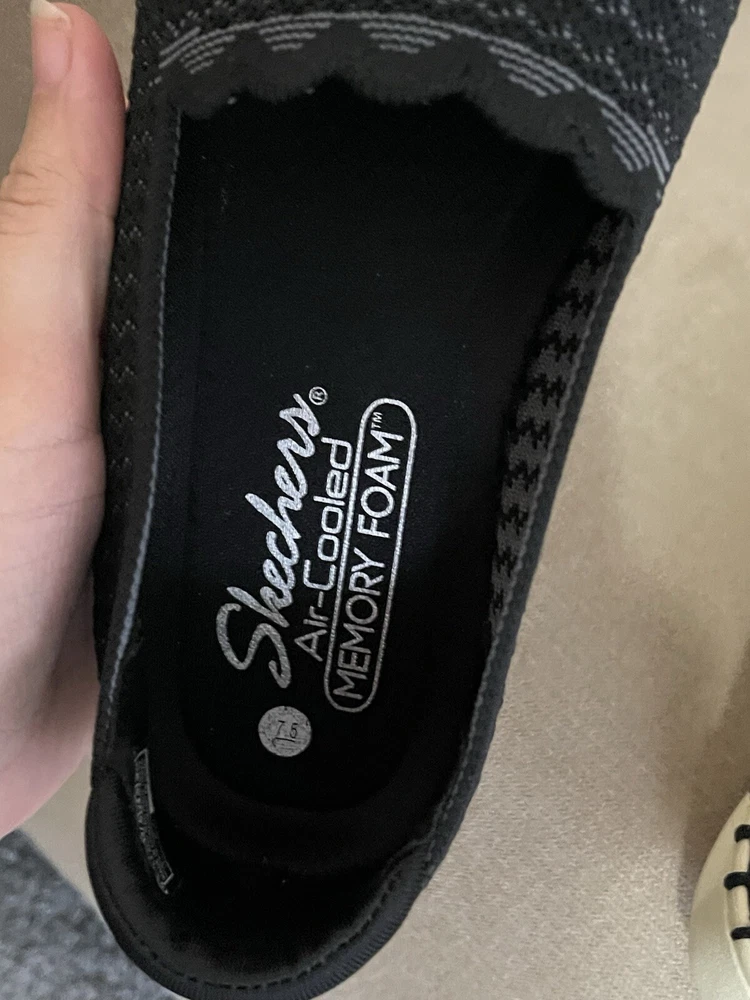 Skechers®
Air-Cooled
MEMORY FOAM™
7.5